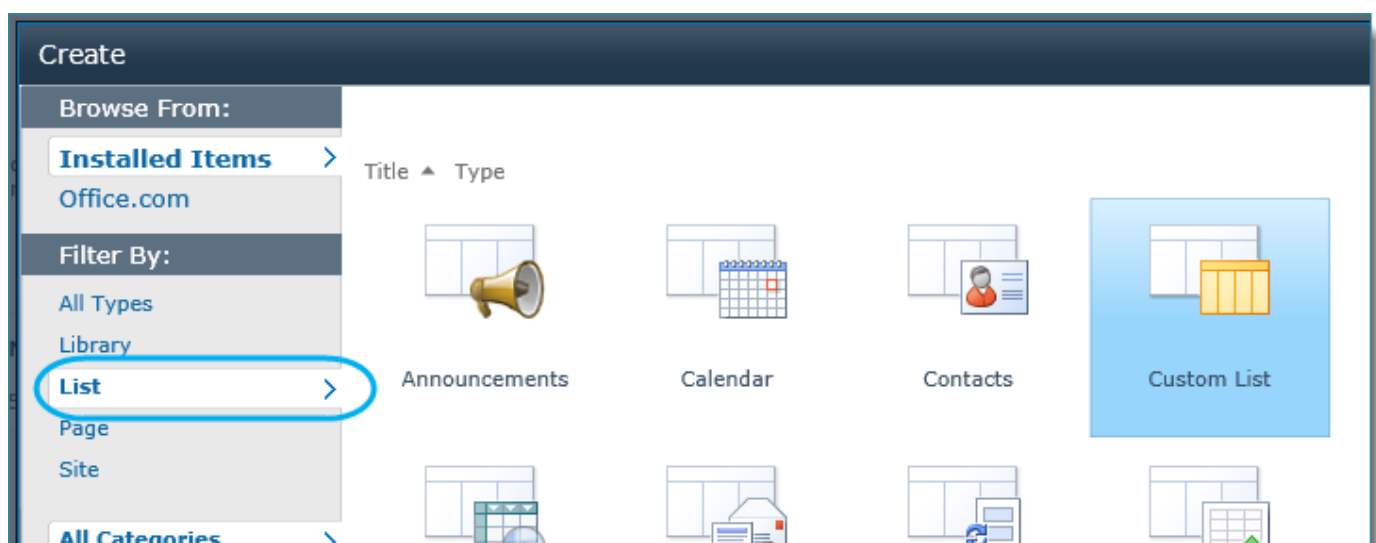 Create
Browse From:
Installed Items
Office.com
Title Type
Filter By:
All Types
Library
List
Page
Site
All Categories
Announcements
Calendar
Contacts
Custom List